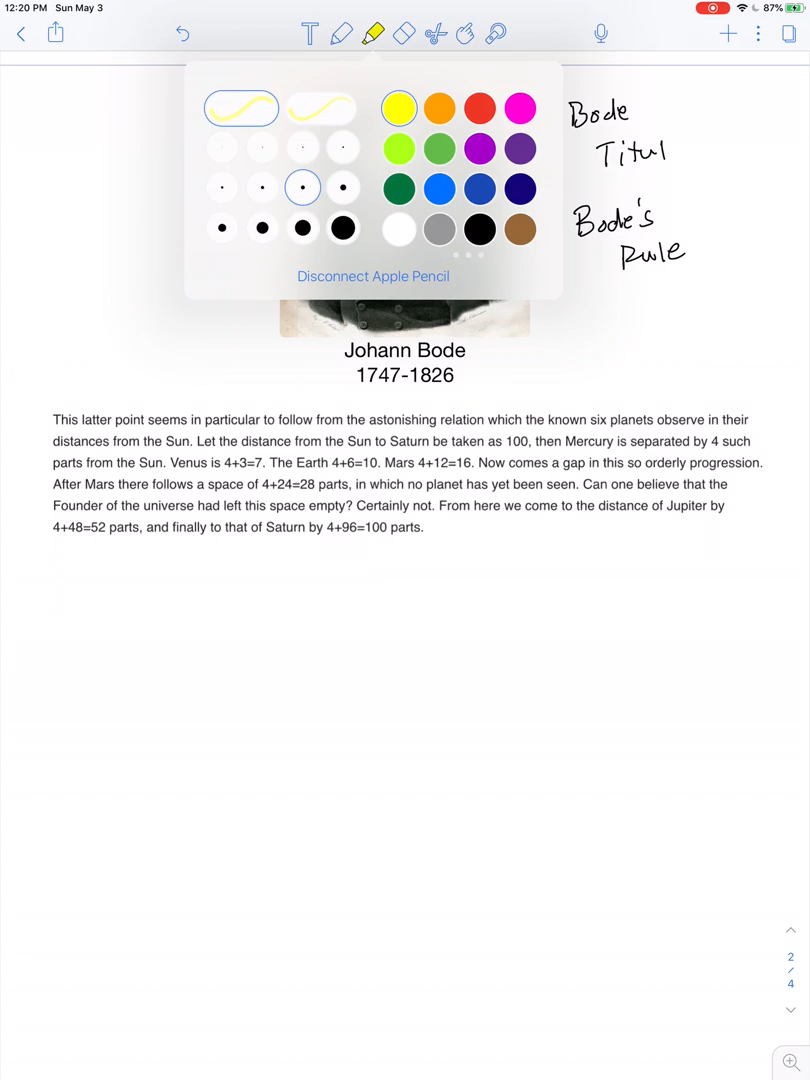 12:20 PM Sun May 3
87%
T
Bode
Titul
Bode's
Rule
Disconnect Apple Pencil
Johann Bode
1747-1826
This latter point seems in particular to follow from the astonishing relation which the known six planets observe in their
distances from the Sun. Let the distance from the Sun to Saturn be taken as 100, then Mercury is separated by 4 such
parts from the Sun. Venus is 4+3=7. The Earth 4+6=10. Mars 4+12=16. Now comes a gap in this so orderly progression.
After Mars there follows a space of 4+24=28 parts, in which no planet has yet been seen. Can one believe that the
Founder of the universe had left this space empty? Certainly not. From here we come to the distance of Jupiter by
4+48=52 parts, and finally to that of Saturn by 4+96=100 parts.
2
/
4